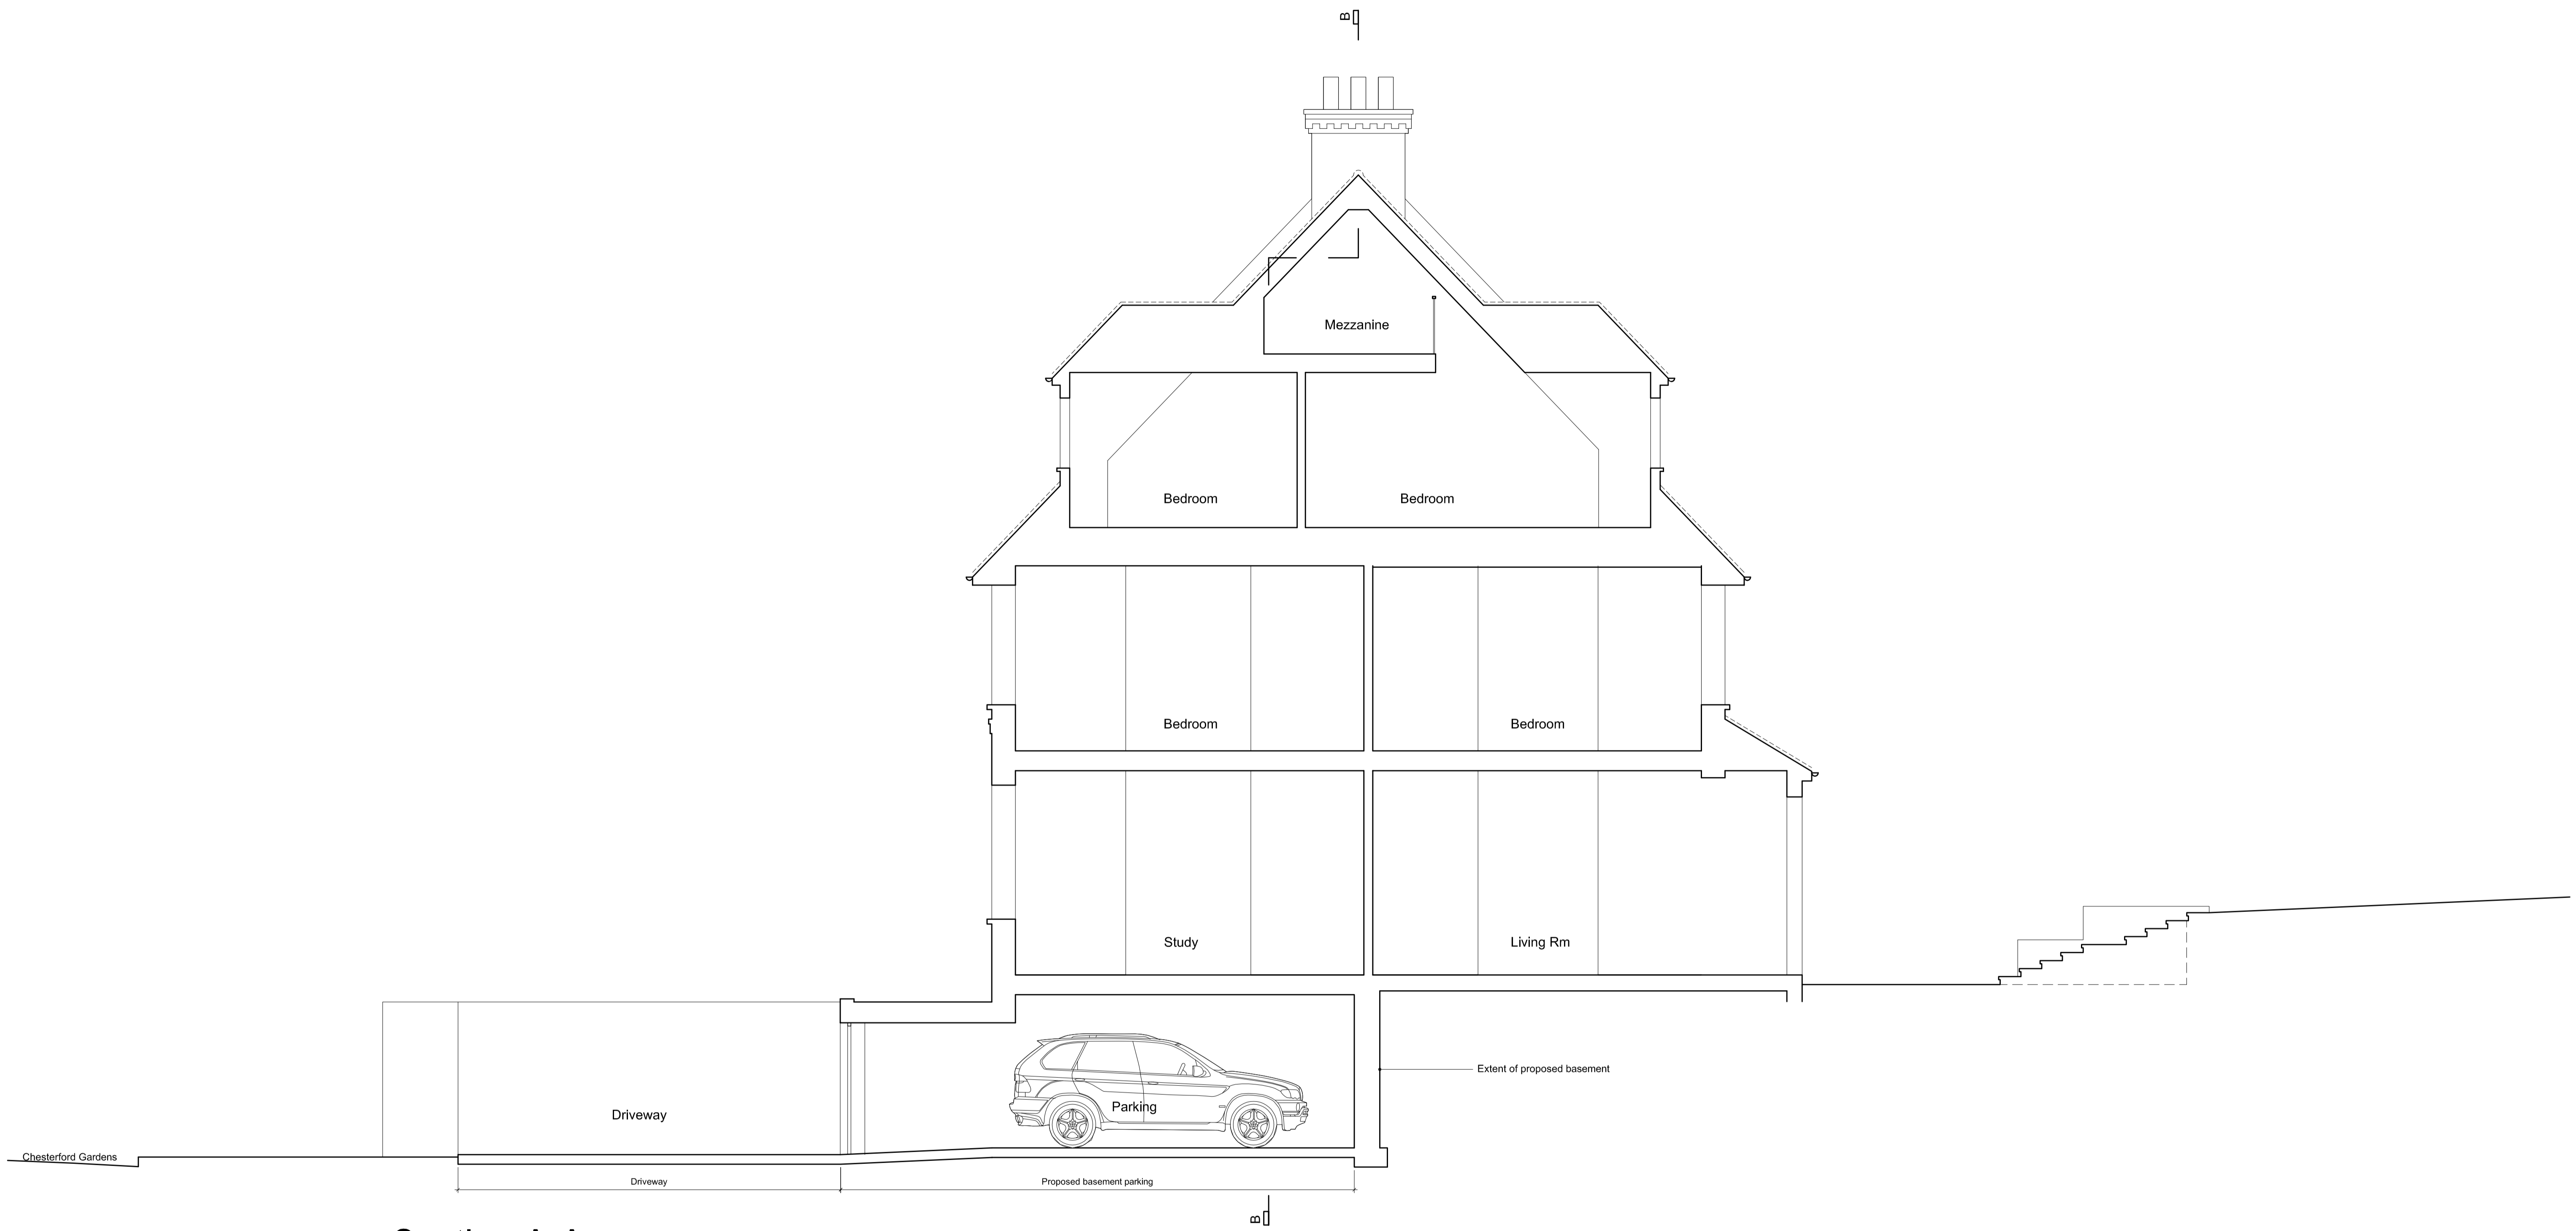 B
Mezzanine
Bedroom
Bedroom
Bedroom
Bedroom
Study
Living Rm
Extent of proposed basement
Parking
Driveway
Chesterford Gardens
Driveway
Proposed basement parking
B